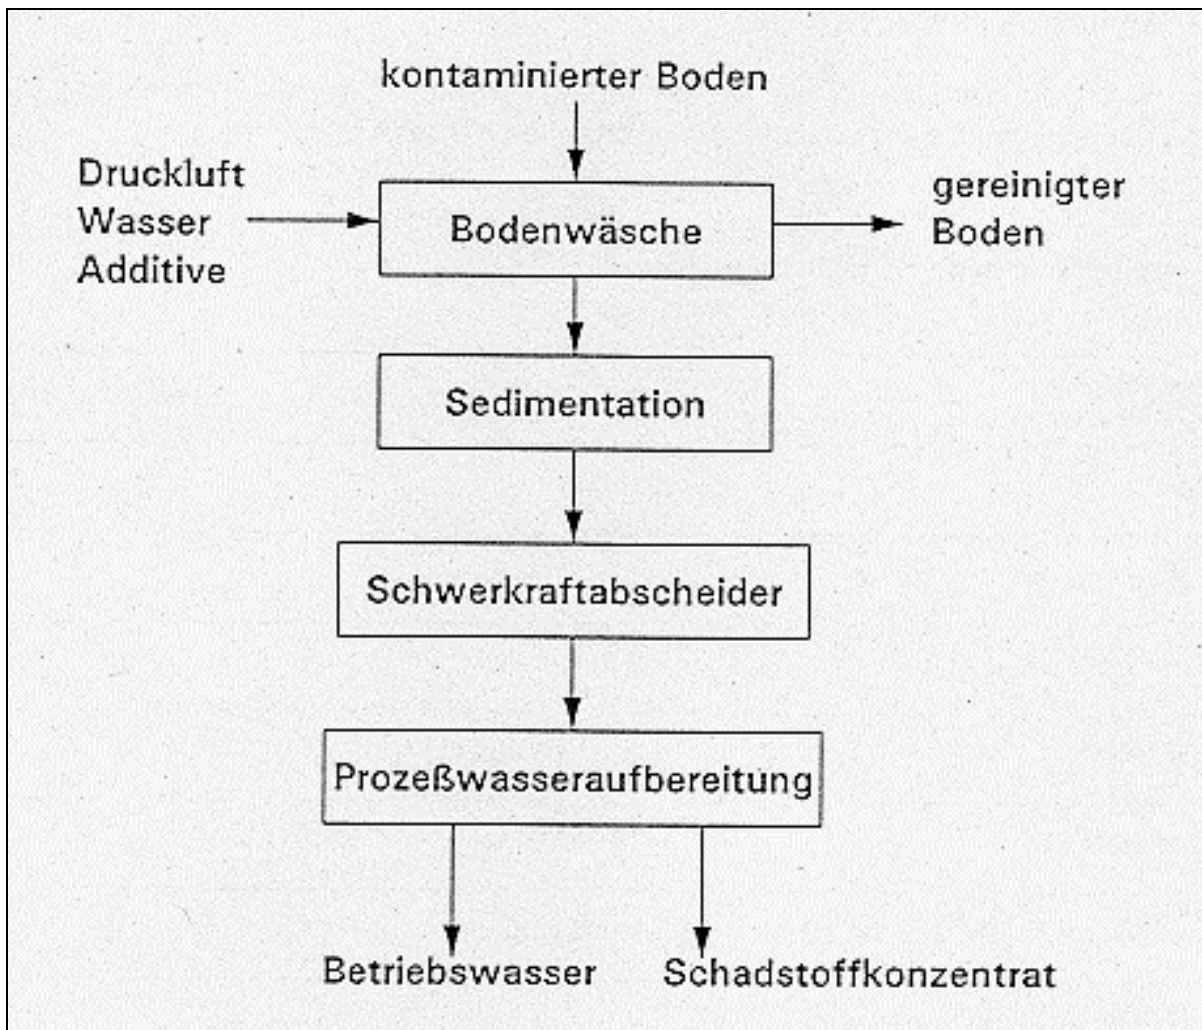 kontaminierter Boden
Druckluft
Wasser
Additive
Bodenwäsche
gereinigter
Boden
Sedimentation
Schwerkraftabscheider
Prozeßwasseraufbereitung
Betriebswasser
Schadstoffkonzentrat